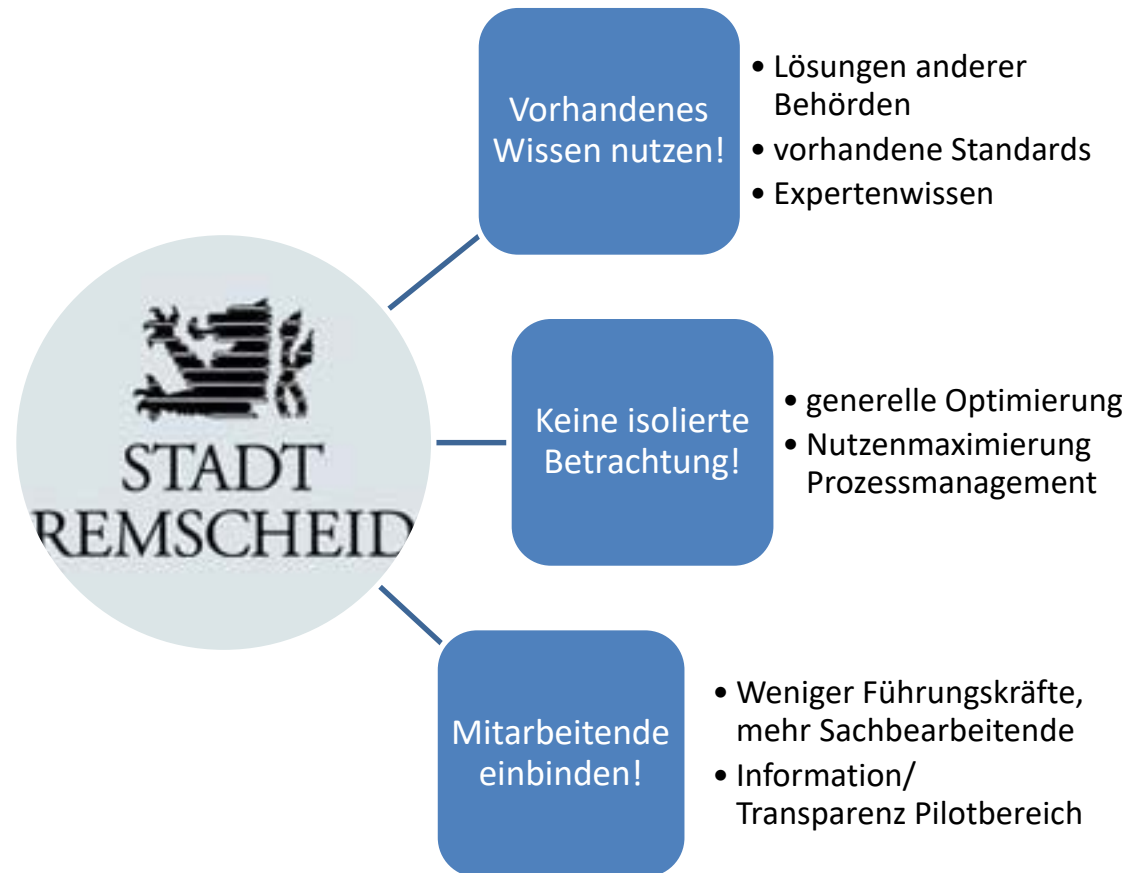 Vorhandenes
Wissen nutzen!
• Lösungen anderer
Behörden
• vorhandene Standards
• Expertenwissen
STADT
REMSCHEID
Keine isolierte
Betrachtung!
• generelle Optimierung
• Nutzenmaximierung
Prozessmanagement
Mitarbeitende
einbinden!
• Weniger Führungskräfte,
mehr Sachbearbeitende
• Information/
Transparenz Pilotbereich